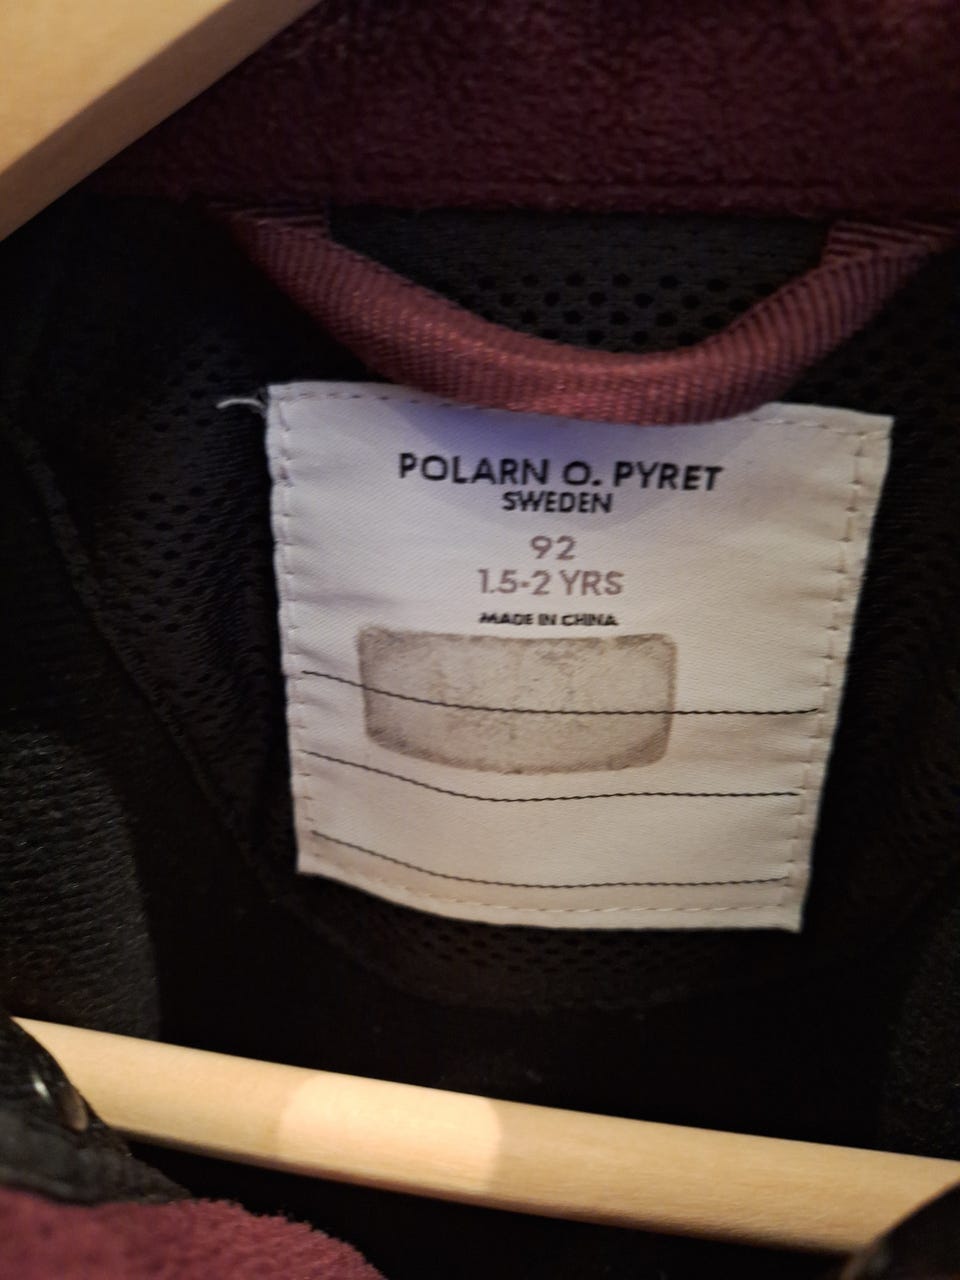 POLARN O. PYRET
SWEDEN
92
1.5-2 YRS
MADE IN CHINA